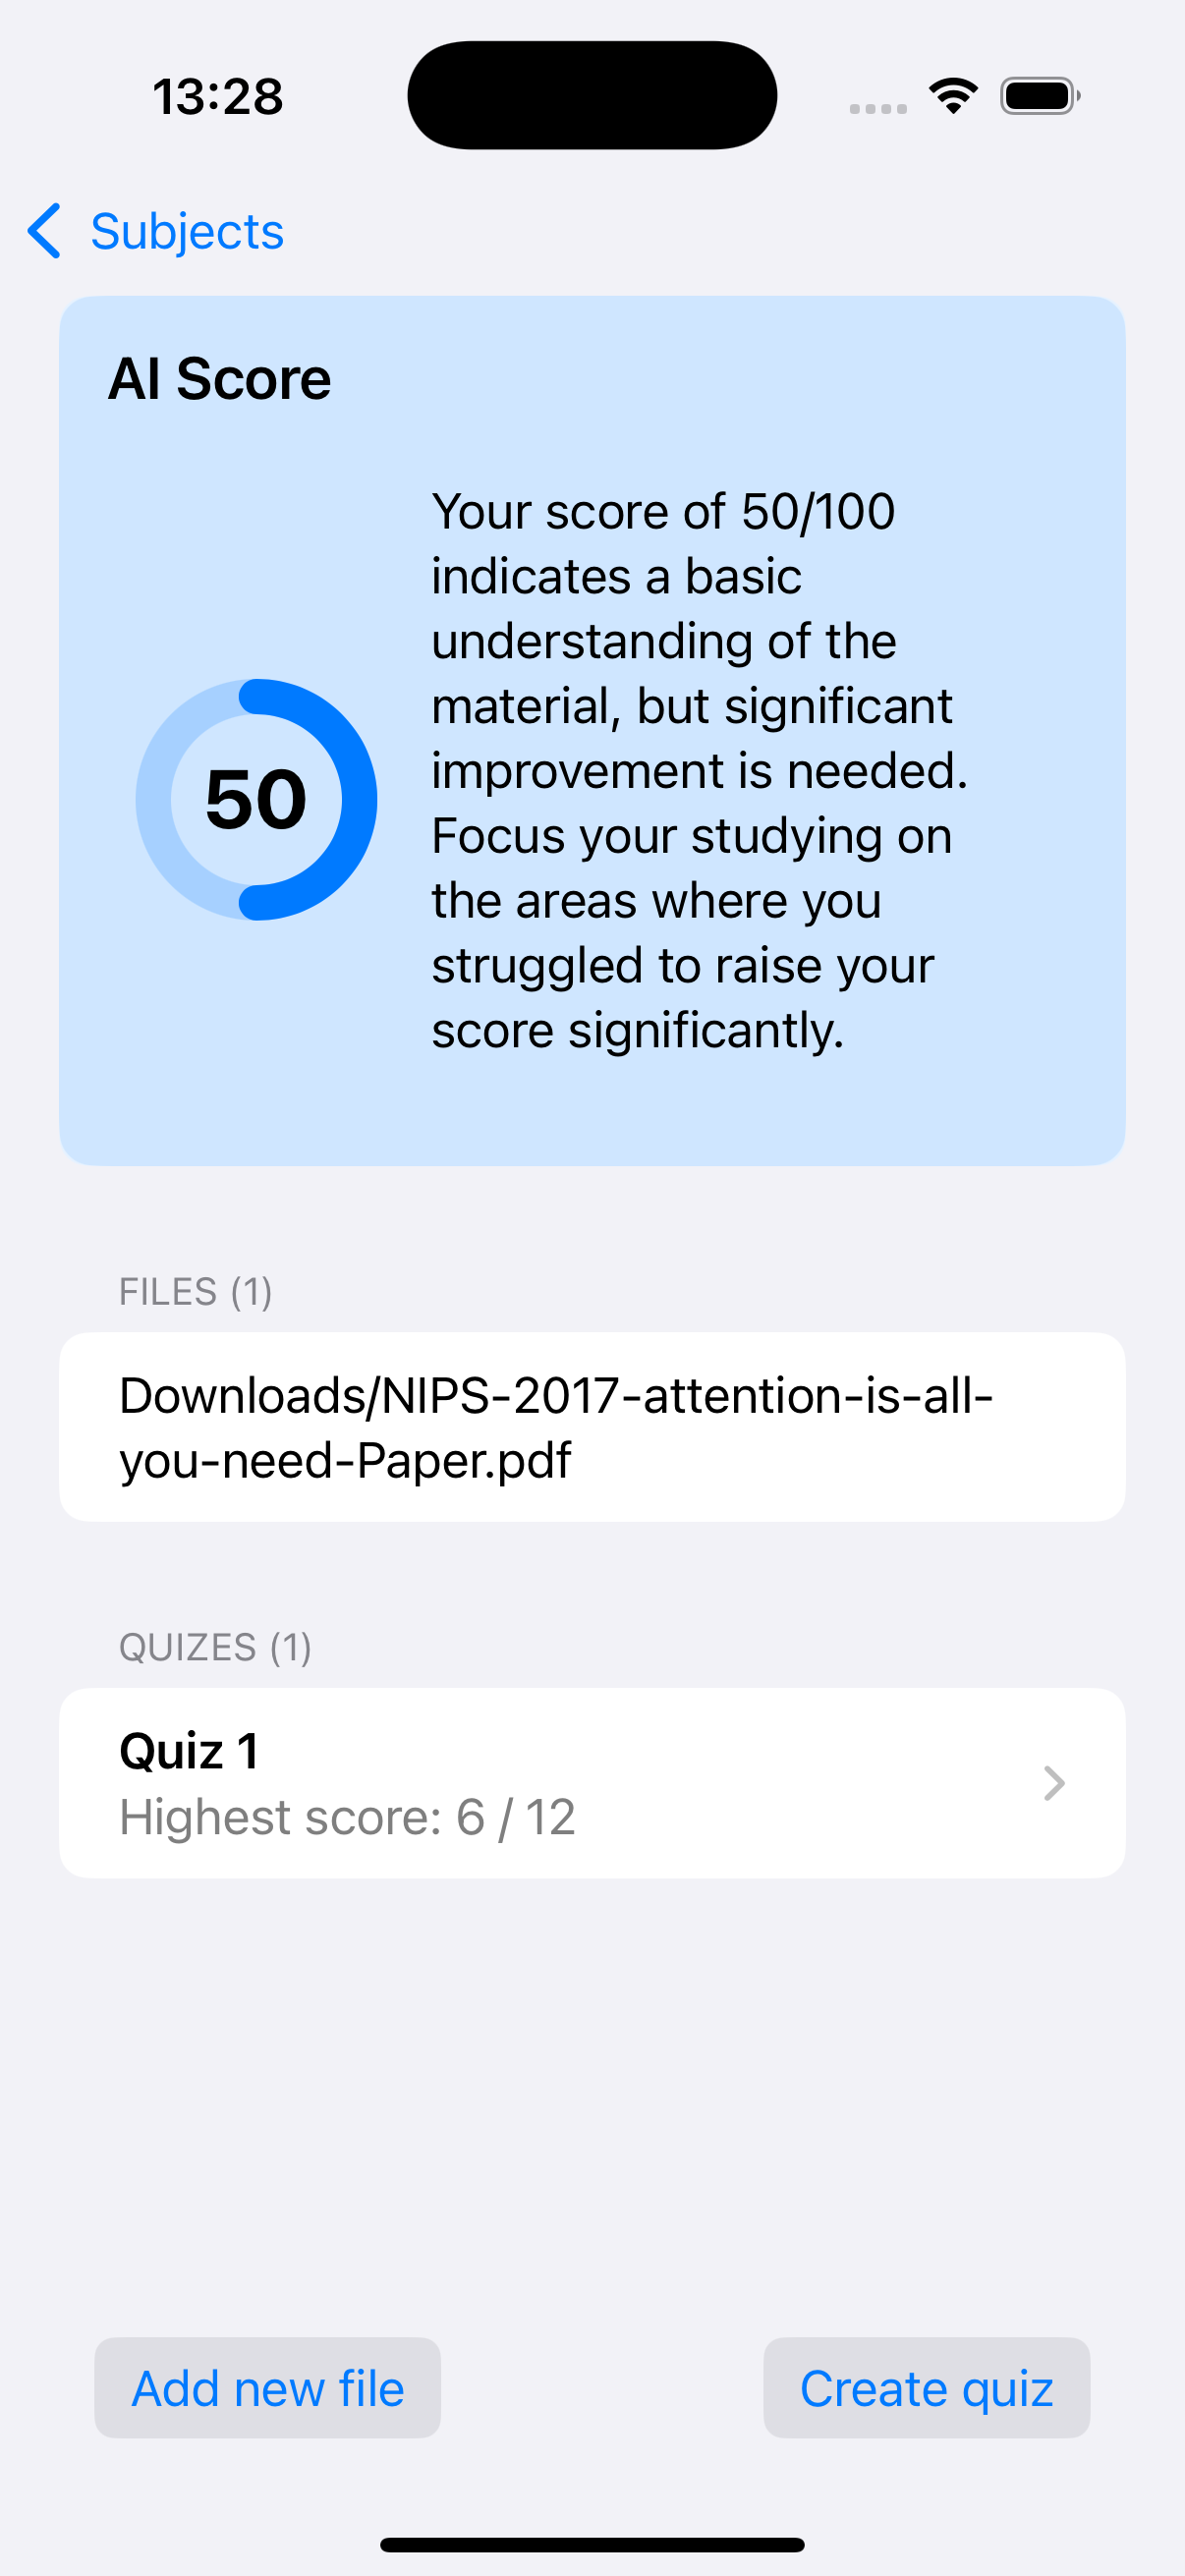 13:28
Subjects
AI Score
Your score of 50/100
indicates a basic
understanding of the
material, but significant
improvement is needed.
Focus your studying on
the areas where you
struggled to raise your
score significantly.
50
FILES (1)
Downloads/NIPS-2017-attention-is-all-
you-need-Paper.pdf
QUIZES (1)
Quiz 1
Highest score: 6 / 12
Add new file
Create quiz